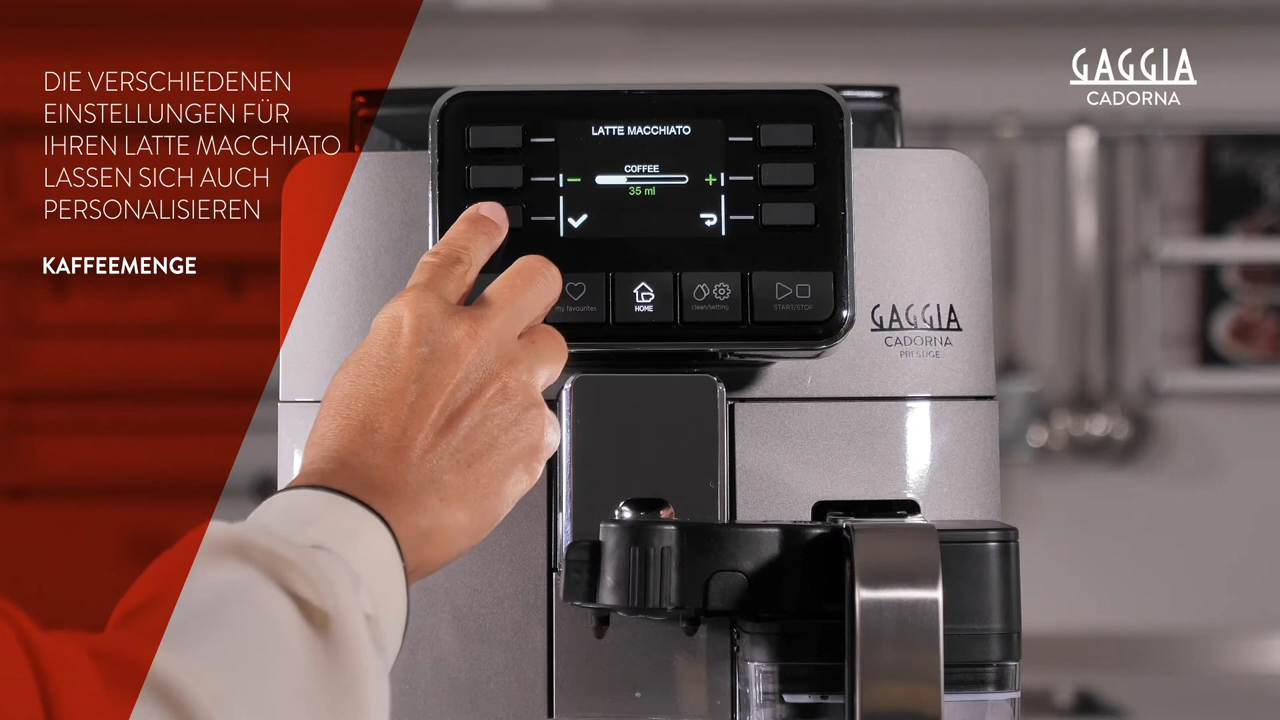 DIE VERSCHIEDENEN
EINSTELLUNGEN FÜR
IHREN LATTE MACCHIATO
LASSEN SICH AUCH
PERSONALISIEREN
KAFFEEMENGE
GAGGIA
CADORNA
LATTE MACCHIATO
COFFEE
35 ml
my favourites
HOME
clean/setting
START/STOP
GAGGIA
CADORNA
PRESTIGE